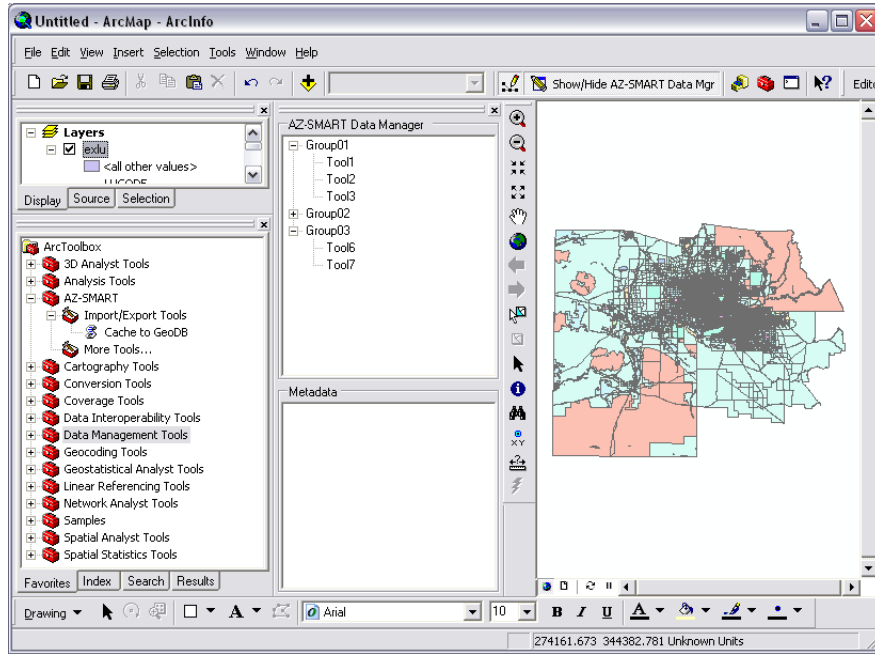 Untitled - ArcMap - ArcInfo
File Edit View Insert Selection Tools Window Help
Show/Hide AZ-SMART Data Mgr
Layers
exlu
<all other values>
Display Source Selection
ArcToolbox
3D Analyst Tools
Analysis Tools
AZ-SMART
Import/Export Tools
Cache to GeoDB
More Tools...
Cartography Tools
Conversion Tools
Coverage Tools
Data Interoperability Tools
Data Management Tools
Geocoding Tools
Geostatistical Analyst Tools
Linear Referencing Tools
Network Analyst Tools
Samples
Spatial Analyst Tools
Spatial Statistics Tools
Favorites Index Search Results
AZ-SMART Data Manager
Group01
Tool1
Tool2
Tool3
Group02
Group03
Tool6
Tool7
Metadata
XY
Drawing A Arial 10 B I U A
274161.673 344382.781 Unknown Units